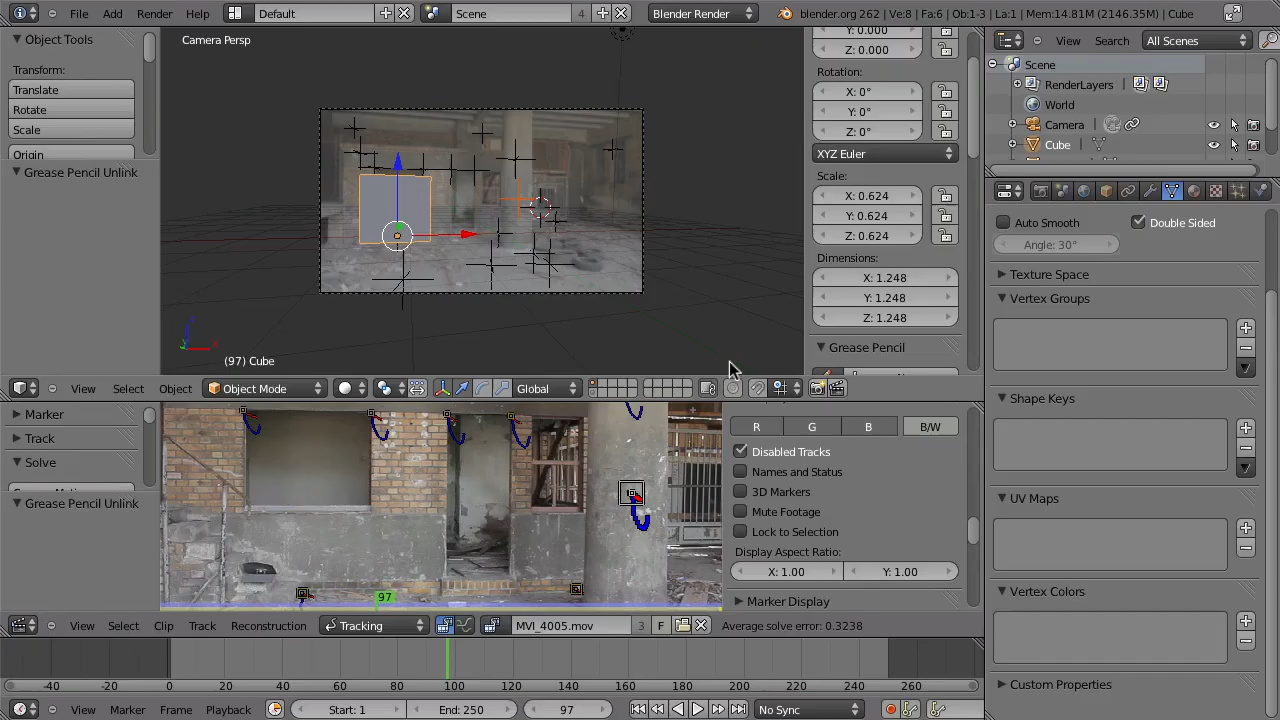 File Add Render Help
Default
Scene
4
Blender Render
blender.org 262 | Ve:8 | Fa:6 | Ob:1-3 | La:1 | Mem:14.81M (2146.35M) | Cube
Object Tools
Transform:
Translate
Rotate
Scale
Origin
Grease Pencil Unlink
Camera Persp
(97) Cube
Y: 0.000
Z: 0.000
Rotation:
X: 0°
Y: 0°
Z: 0°
XYZ Euler
Scale:
X: 0.624
Y: 0.624
Z: 0.624
Dimensions:
X: 1.248
Y: 1.248
Z: 1.248
Grease Pencil
View Search All Scenes
Scene
RenderLayers
World
Camera
Cube
Auto Smooth
Double Sided
Angle: 30°
Texture Space
Vertex Groups
Shape Keys
UV Maps
Vertex Colors
Custom Properties
View Select Object Object Mode Global
Marker
Track
Solve
Grease Pencil Unlink
97
R G B B/W
Disabled Tracks
Names and Status
3D Markers
Mute Footage
Lock to Selection
Display Aspect Ratio:
X: 1.00 Y: 1.00
Marker Display
View Select Clip Track Reconstruction Tracking MVI_4005.mov 3 F Average solve error: 0.3238
-40 -20 0 20 40 60 80 100 120 140 160 180 200 220 240 260
View Marker Frame Playback Start: 1 End: 250 97 No Sync